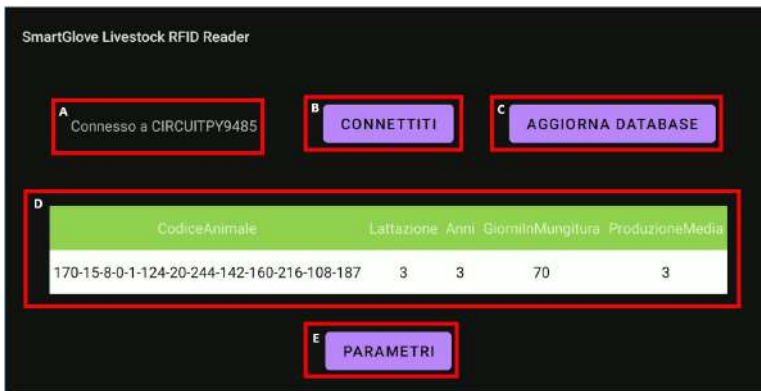 SmartGlove Livestock RFID Reader
A
Connesso a CIRCUITPY9485
B
CONNETTITI
C
AGGIORNA DATABASE
D
CodiceAnimale Lattazione Anni GiorniInMungitura ProduzioneMedia
170-15-8-0-1-124-20-244-142-160-216-108-187 3 3 70 3
E
PARAMETRI